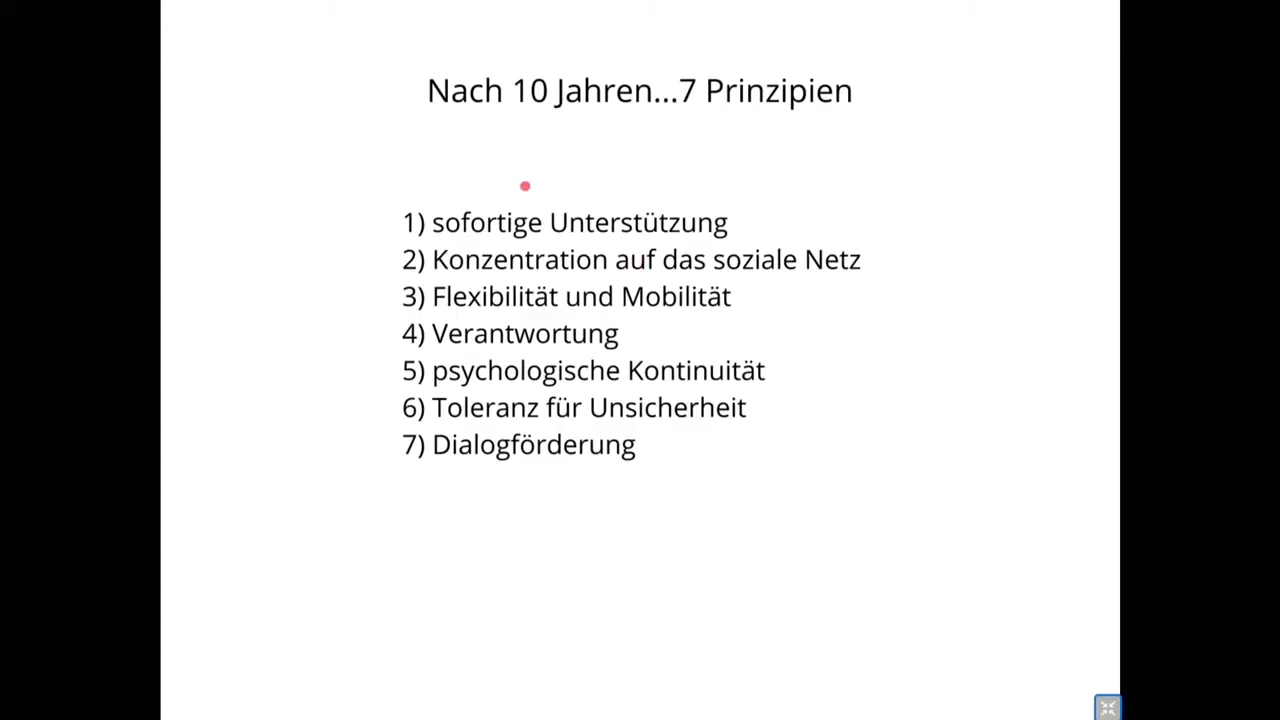 Nach 10 Jahren...7 Prinzipien
1) sofortige Unterstützung
2) Konzentration auf das soziale Netz
3) Flexibilität und Mobilität
4) Verantwortung
5) psychologische Kontinuität
6) Toleranz für Unsicherheit
7) Dialogförderung